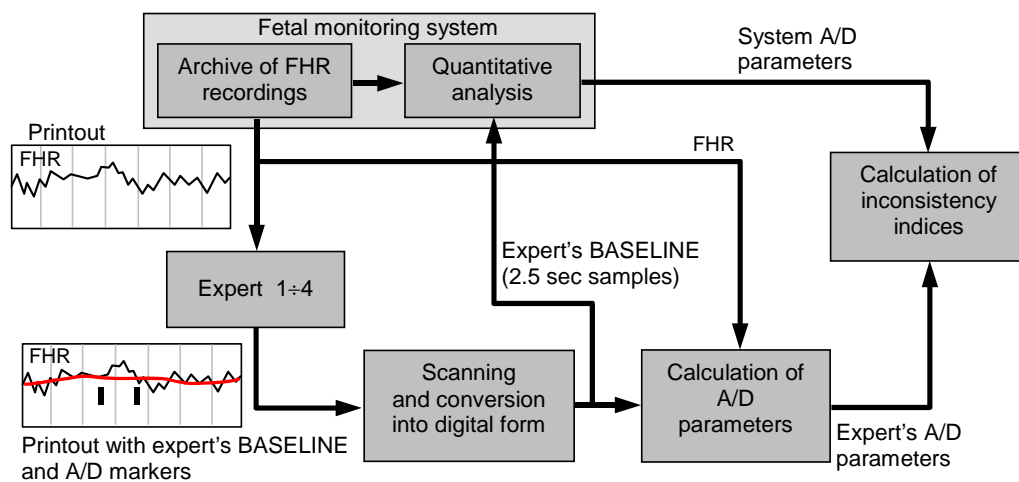 Fetal monitoring system
Archive of FHR
recordings
Quantitative
analysis
System A/D
parameters
Printout
FHR
FHR
Calculation of
inconsistency
indices
Expert 1÷4
Expert's BASELINE
(2.5 sec samples)
FHR
Scanning
and conversion
into digital form
Calculation of
A/D
parameters
Printout with expert's BASELINE
and A/D markers
Expert's A/D
parameters